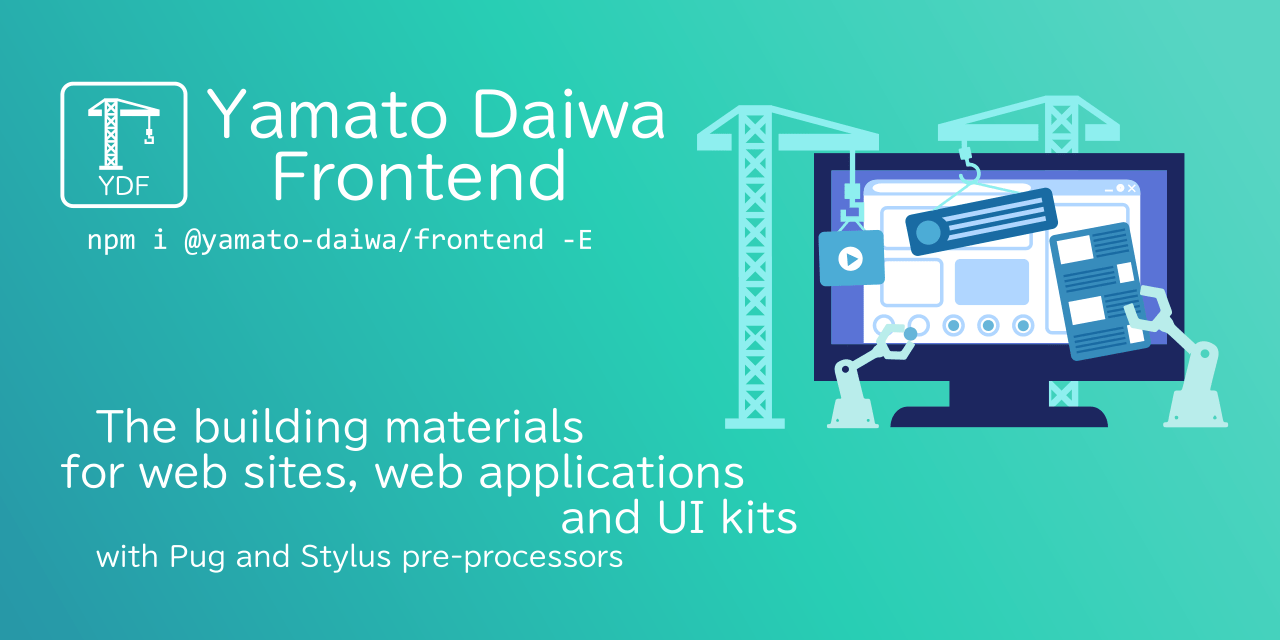 YDF
Yamato Daiwa
Frontend
npm i @yamato-daiwa/frontend -E
The building materials
for web sites, web applications
and UI kits
with Pug and Stylus pre-processors